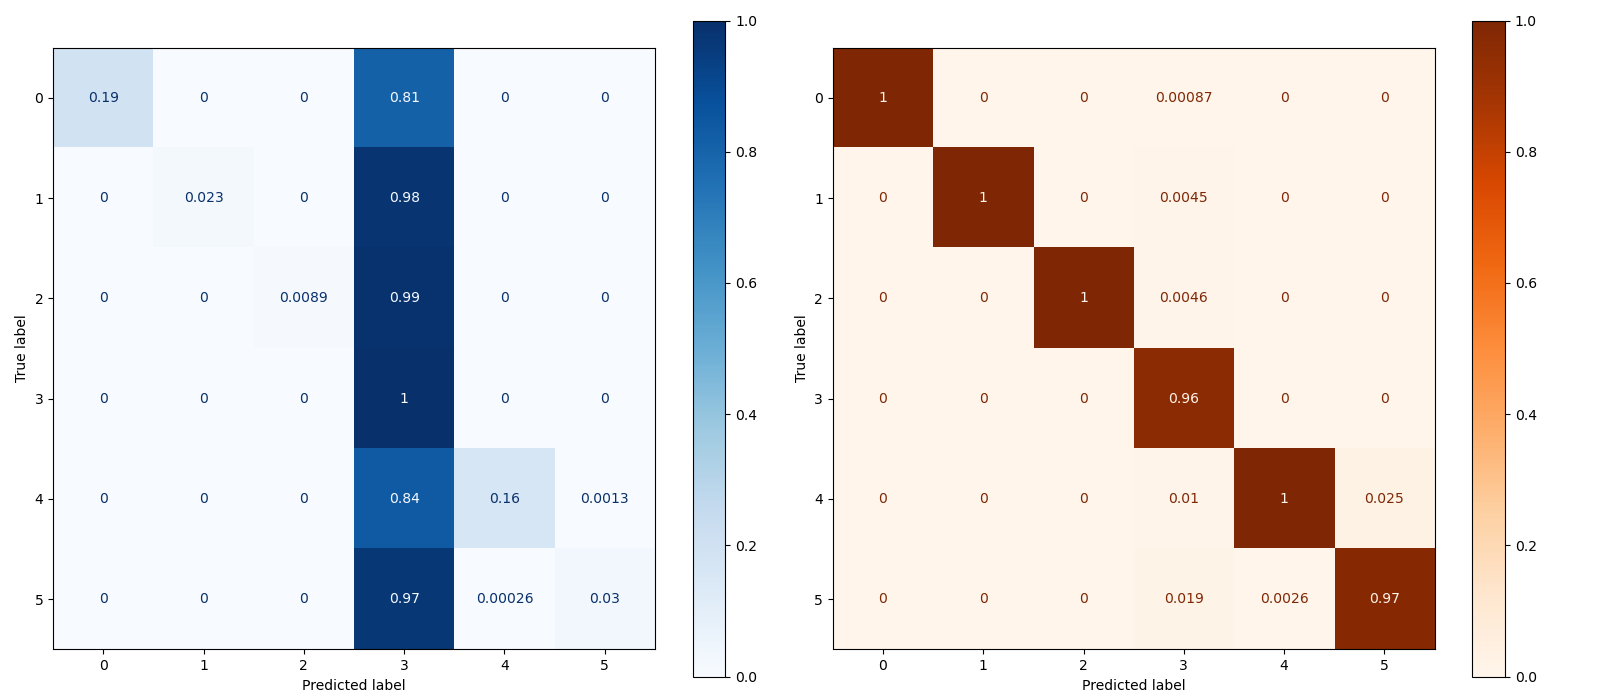 1.0
0 0.19 0 0 0.81 0 0
0.8
1 0 0.023 0 0.98 0 0
0.6
2 0 0 0.0089 0.99 0 0
True label
3 0 0 0 1 0 0
0.4
4 0 0 0 0.84 0.16 0.0013
0.2
5 0 0 0 0.97 0.00026 0.03
0.0
0 1 2 3 4 5
Predicted label
1.0
0 1 0 0 0.00087 0 0
0.8
1 0 1 0 0.0045 0 0
0.6
2 0 0 1 0.0046 0 0
True label
3 0 0 0 0.96 0 0
0.4
4 0 0 0 0.01 1 0.025
0.2
5 0 0 0 0.019 0.0026 0.97
0.0
0 1 2 3 4 5
Predicted label